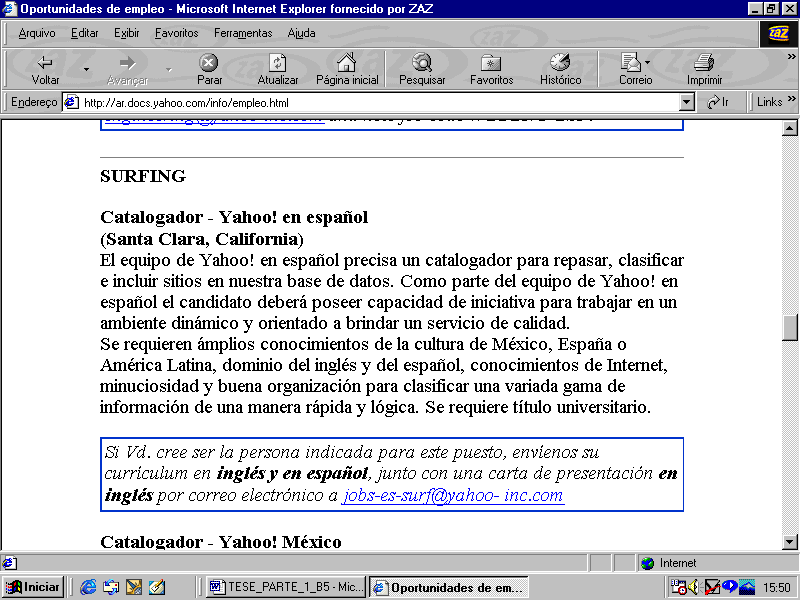 Oportunidades de empleo - Microsoft Internet Explorer fornecido por ZAZ
Arquivo Editar Exibir Favoritos Ferramentas Ajuda
zaz
Voltar Avançar Parar Atualizar Página inicial Pesquisar Favoritos Histórico Correio Imprimir
Endereço http://ar.docs.yahoo.com/info/empleo.html Ir Links
SURFING
Catalogador - Yahoo! en español
(Santa Clara, California)
El equipo de Yahoo! en español precisa un catalogador para repasar, clasificar
e incluir sitios en nuestra base de datos. Como parte del equipo de Yahoo! en
español el candidato deberá poseer capacidad de iniciativa para trabajar en un
ambiente dinámico y orientado a brindar un servicio de calidad.
Se requieren ámplios conocimientos de la cultura de México, España o
América Latina, dominio del inglés y del español, conocimientos de Internet,
minuciosidad y buena organización para clasificar una variada gama de
información de una manera rápida y lógica. Se requiere título universitario.
Si Vd. cree ser la persona indicada para este puesto, envíenos su
currículum en inglés y en español, junto con una carta de presentación en
inglés por correo electrónico a jobs-es-surf@yahoo- inc.com
Catalogador - Yahoo! México
Internet
Iniciar TESE_PARTE_1_B5 - Mic... Oportunidades de em... 15:50